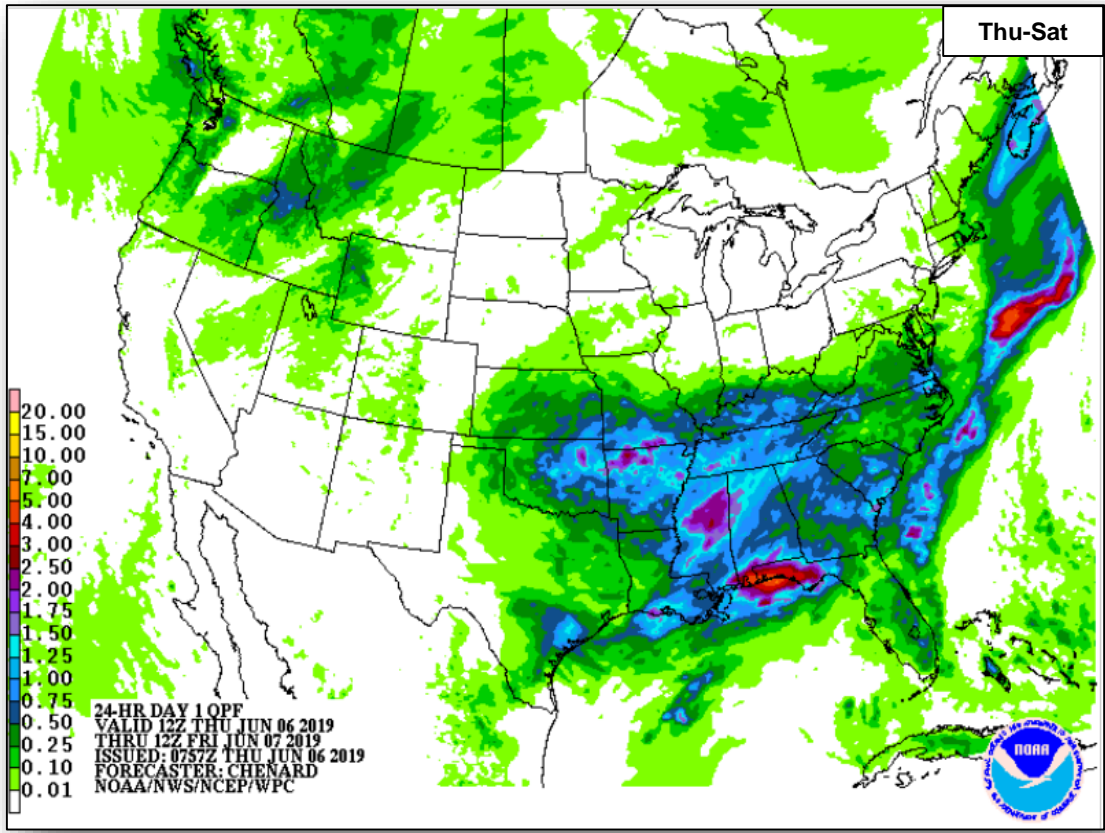 Thu-Sat
20.00
15.00
10.00
7.00
5.00
4.00
3.00
2.50
2.00
1.75
1.50
1.25
1.00
0.75
0.50
0.25
0.10
0.01
24-HR DAY 1 QPF
VALID 12Z THU JUN 06 2019
THRU 12Z FRI JUN 07 2019
ISSUED: 0757Z THU JUN 06 2019
FORECASTER: CHENARD
NOAA/NWS/NCEP/WPC
NOAA